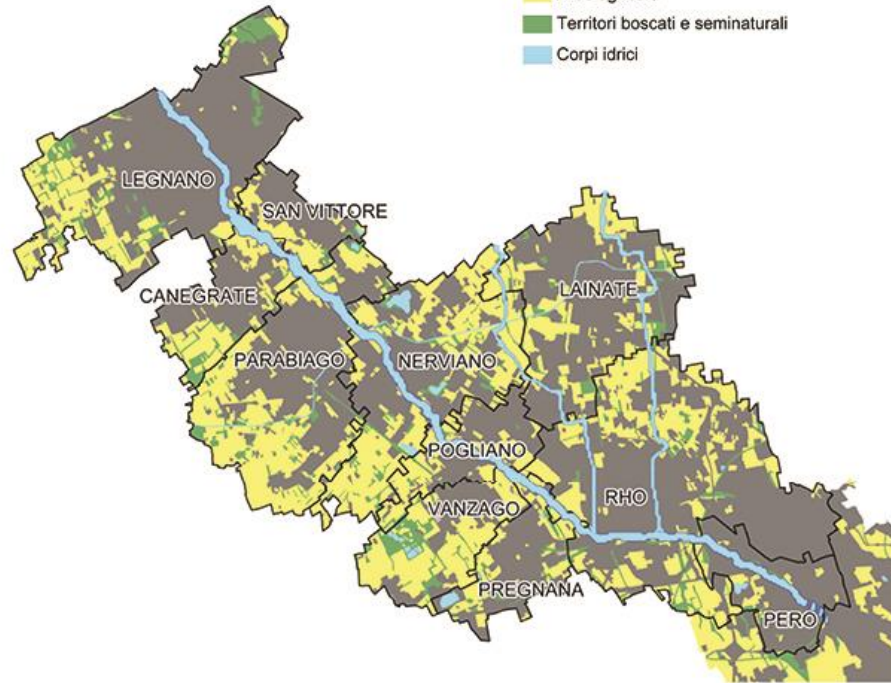 Territori boscati e seminaturali
Corpi idrici
LEGNANO
SAN VITTORE
CANEGRATE
LAINATE
PARABIAGO
NERVIANO
POGLIANO
VANZAGO
RHO
PREGNANA
PERO